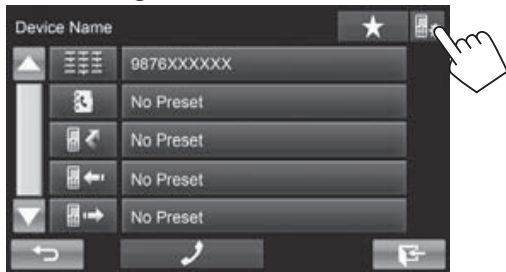 Device Name
9876XXXXXX
No Preset
No Preset
No Preset
No Preset